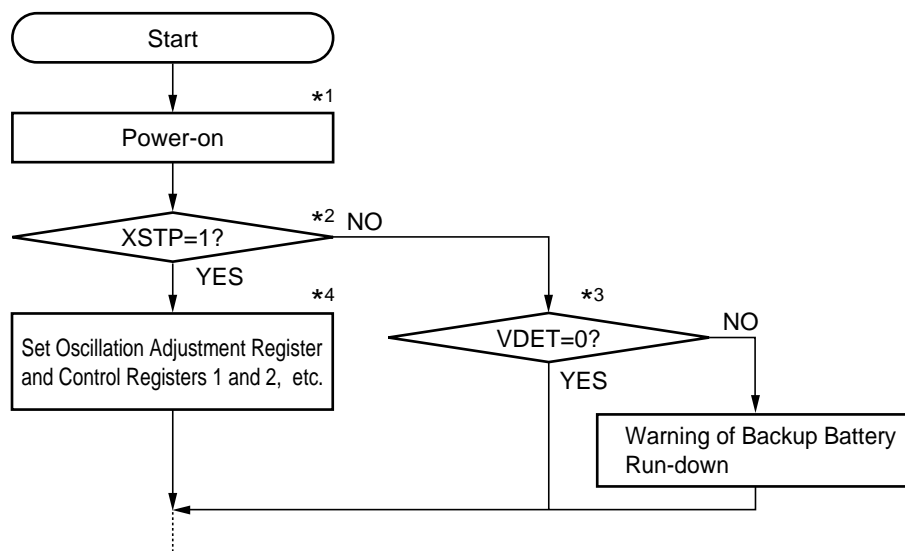 Start
*1
Power-on
*2
XSTP=1?
NO
YES
*4
Set Oscillation Adjustment Register
and Control Registers 1 and 2, etc.
*3
VDET=0?
NO
YES
Warning of Backup Battery
Run-down